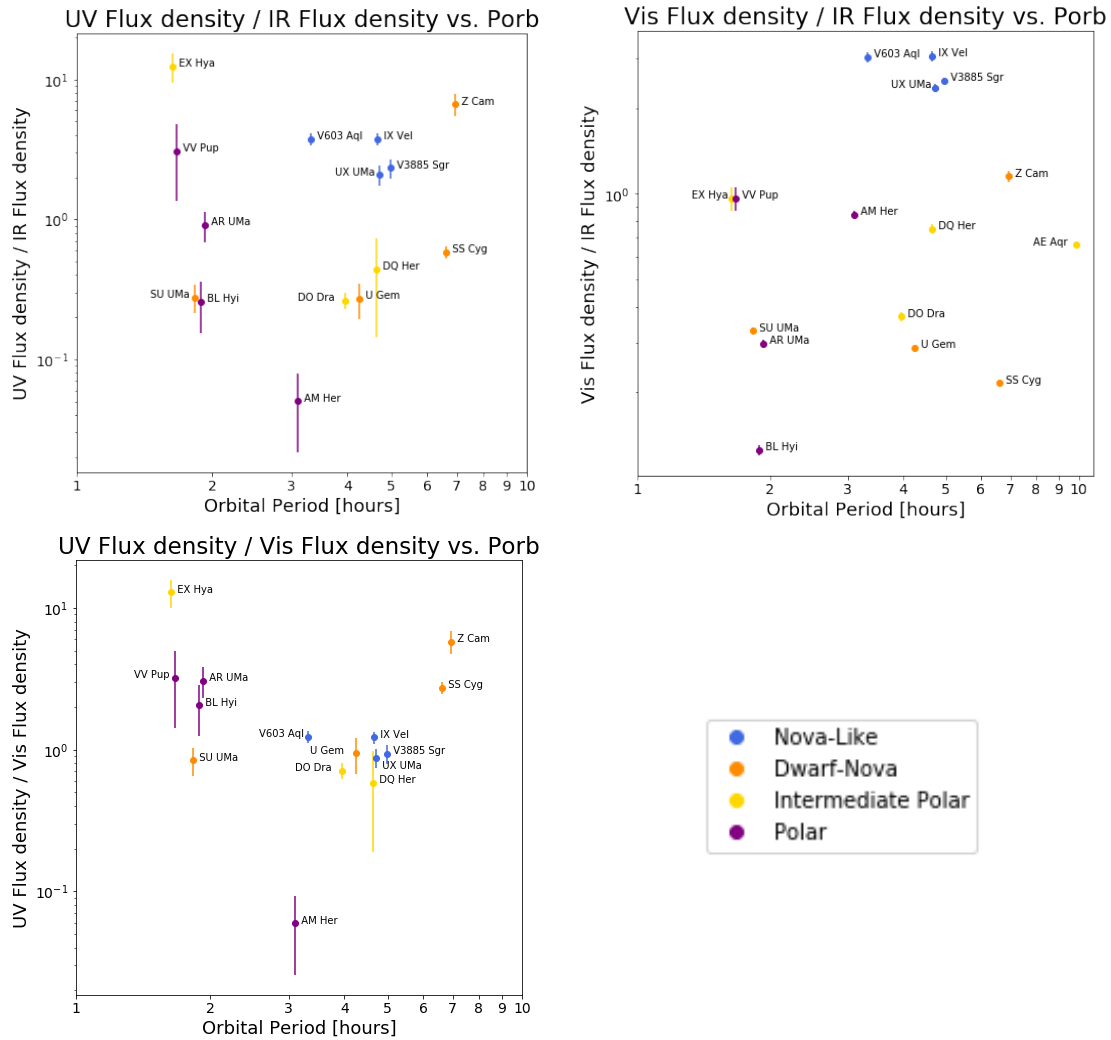 UV Flux density / IR Flux density vs. Porb
UV Flux density / IR Flux density
10¹
10⁰
10⁻¹
EX Hya
Z Cam
VV Pup
V603 Aql
IX Vel
UX UMa
V3885 Sgr
AR UMa
SS Cyg
DQ Her
SU UMa
BL Hyi
DO Dra
U Gem
AM Her
1 2 3 4 5 6 7 8 9 10
Orbital Period [hours]
Vis Flux density / IR Flux density vs. Porb
Vis Flux density / IR Flux density
10⁰
V603 Aql
IX Vel
UX UMa
V3885 Sgr
Z Cam
EX Hya
VV Pup
AM Her
DQ Her
AE Aqr
DO Dra
SU UMa
AR UMa
U Gem
SS Cyg
BL Hyi
1 2 3 4 5 6 7 8 9 10
Orbital Period [hours]
UV Flux density / Vis Flux density vs. Porb
UV Flux density / Vis Flux density
10¹
10⁰
10⁻¹
EX Hya
Z Cam
VV Pup
AR UMa
SS Cyg
BL Hyi
V603 Aql
IX Vel
U Gem
V3885 Sgr
SU UMa
DO Dra
UX UMa
DQ Her
AM Her
1 2 3 4 5 6 7 8 9 10
Orbital Period [hours]
Nova-Like
Dwarf-Nova
Intermediate Polar
Polar